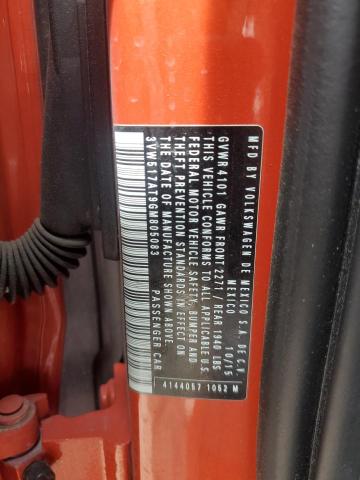 MFD BY VOLKSWAGEN DE MEXICO S.A. DE C.V.
MEXICO 10/15
GVWR 4101 GAWR FRONT 2271 / REAR 1940 LBS
THIS VEHICLE CONFORMS TO ALL APPLICABLE U.S.
FEDERAL MOTOR VEHICLE SAFETY, BUMPER AND
THEFT PREVENTION STANDARDS IN EFFECT ON
THE DATE OF MANUFACTURE SHOWN ABOVE.
3VW517AT9GM805093 PASSENGER CAR
4144057 1052 M